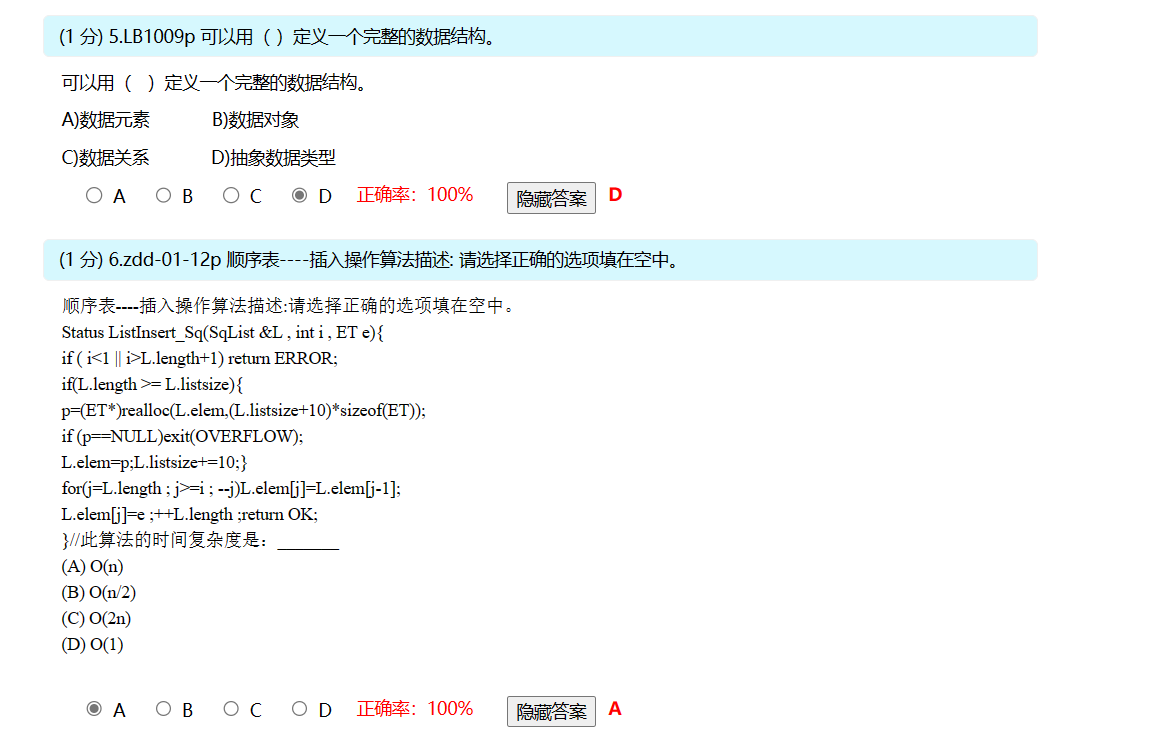 (1 分) 5.LB1009p 可以用（ ）定义一个完整的数据结构。
可以用（ ）定义一个完整的数据结构。
A)数据元素 B)数据对象
C)数据关系 D)抽象数据类型
A B C D 正确率：100% 隐藏答案 D
(1 分) 6.zdd-01-12p 顺序表----插入操作算法描述: 请选择正确的选项填在空中。
顺序表----插入操作算法描述:请选择正确的选项填在空中。
Status ListInsert_Sq(SqList &L , int i , ET e){
if ( i<1 || i>L.length+1) return ERROR;
if(L.length >= L.listsize){
p=(ET*)realloc(L.elem,(L.listsize+10)*sizeof(ET));
if (p==NULL)exit(OVERFLOW);
L.elem=p;L.listsize+=10;}
for(j=L.length ; j>=i ; --j)L.elem[j]=L.elem[j-1];
L.elem[j]=e ;++L.length ;return OK;
}//此算法的时间复杂度是：_______
(A) O(n)
(B) O(n/2)
(C) O(2n)
(D) O(1)
A B C D 正确率：100% 隐藏答案 A